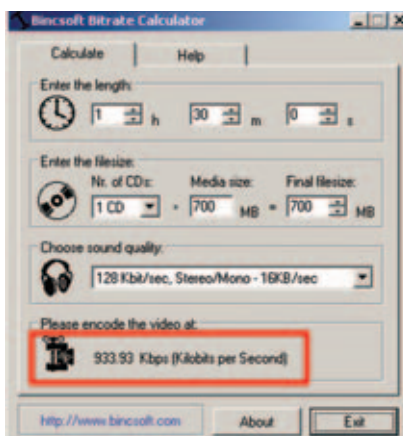 Bincsoft Bitrate Calculator
Calculate Help
Enter the length:
1 h 30 m 0 s
Enter the filesize:
Nr. of CDs: Media size: Final filesize:
1 CD * 700 MB = 700 MB
Choose sound quality:
128 Kbit/sec, Stereo/Mono - 16KB/sec
Please encode the video at:
933.93 Kbps (Kilobits per Second)
http://www.bincsoft.com About Exit